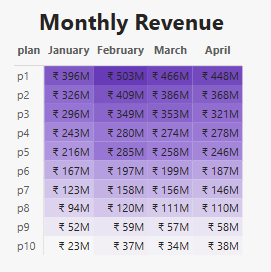 Monthly Revenue
plan January February March April
p1 ₹ 396M ₹ 503M ₹ 466M ₹ 448M
p2 ₹ 326M ₹ 409M ₹ 386M ₹ 368M
p3 ₹ 296M ₹ 349M ₹ 353M ₹ 321M
p4 ₹ 243M ₹ 280M ₹ 274M ₹ 278M
p5 ₹ 216M ₹ 285M ₹ 258M ₹ 246M
p6 ₹ 167M ₹ 197M ₹ 199M ₹ 187M
p7 ₹ 123M ₹ 158M ₹ 156M ₹ 146M
p8 ₹ 94M ₹ 120M ₹ 111M ₹ 110M
p9 ₹ 52M ₹ 59M ₹ 57M ₹ 58M
p10 ₹ 23M ₹ 37M ₹ 34M ₹ 38M